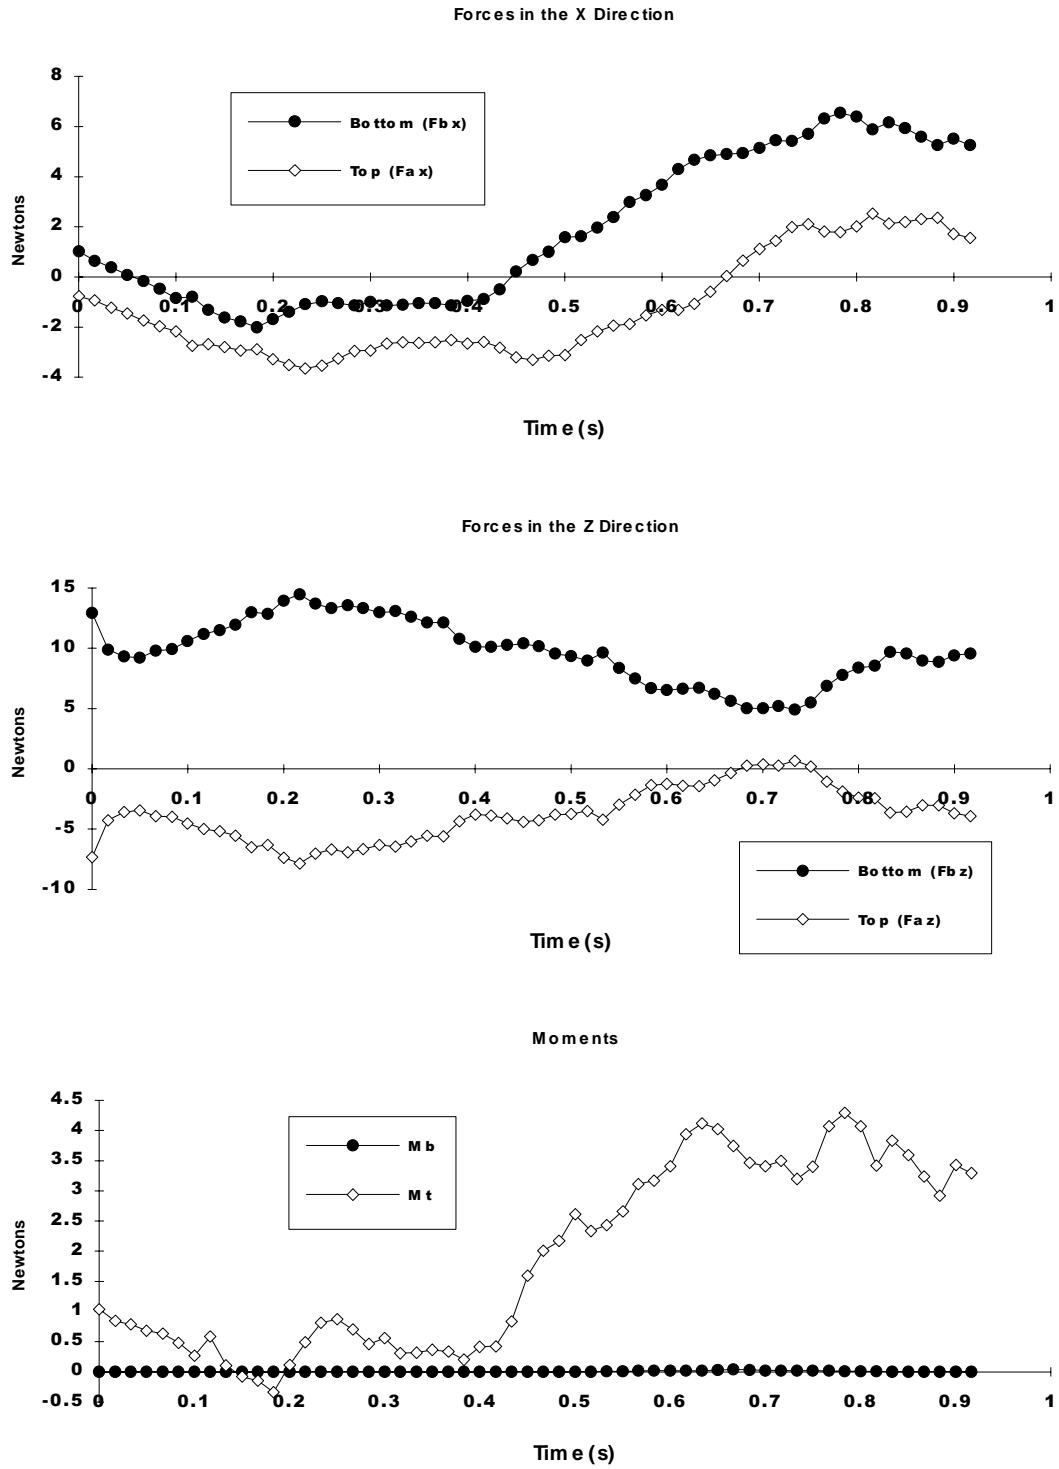 Forces in the X Direction
8
6
4
2
0
-2
-4
0 0.1 0.2 0.3 0.4 0.5 0.6 0.7 0.8 0.9 1
Newtons
Bottom (Fbx)
Top (Fax)
Time (s)
Forces in the Z Direction
15
10
5
0
-5
-10
0 0.1 0.2 0.3 0.4 0.5 0.6 0.7 0.8 0.9 1
Newtons
Bottom (Fbz)
Top (Faz)
Time (s)
Moments
4.5
4
3.5
3
2.5
2
1.5
1
0.5
0
-0.5
0 0.1 0.2 0.3 0.4 0.5 0.6 0.7 0.8 0.9 1
Newtons
Mb
Mt
Time (s)